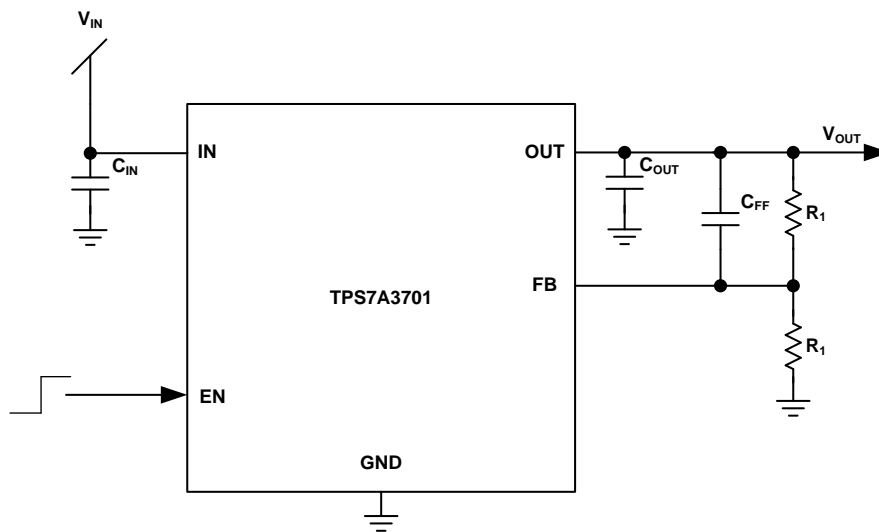 VIN
CIN
IN
OUT
COUT
CFF
VOUT
R1
FB
TPS7A3701
R1
EN
GND